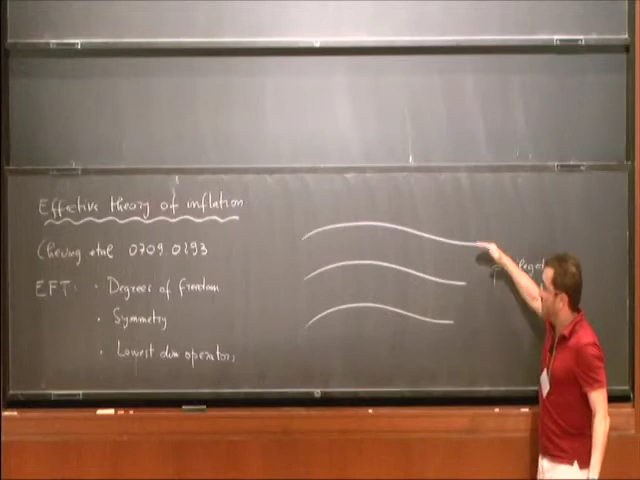 Effective theory of inflation
Cheung et al 0709.0293
EFT:
· Degrees of freedom
· Symmetry
· Lowest dim operators